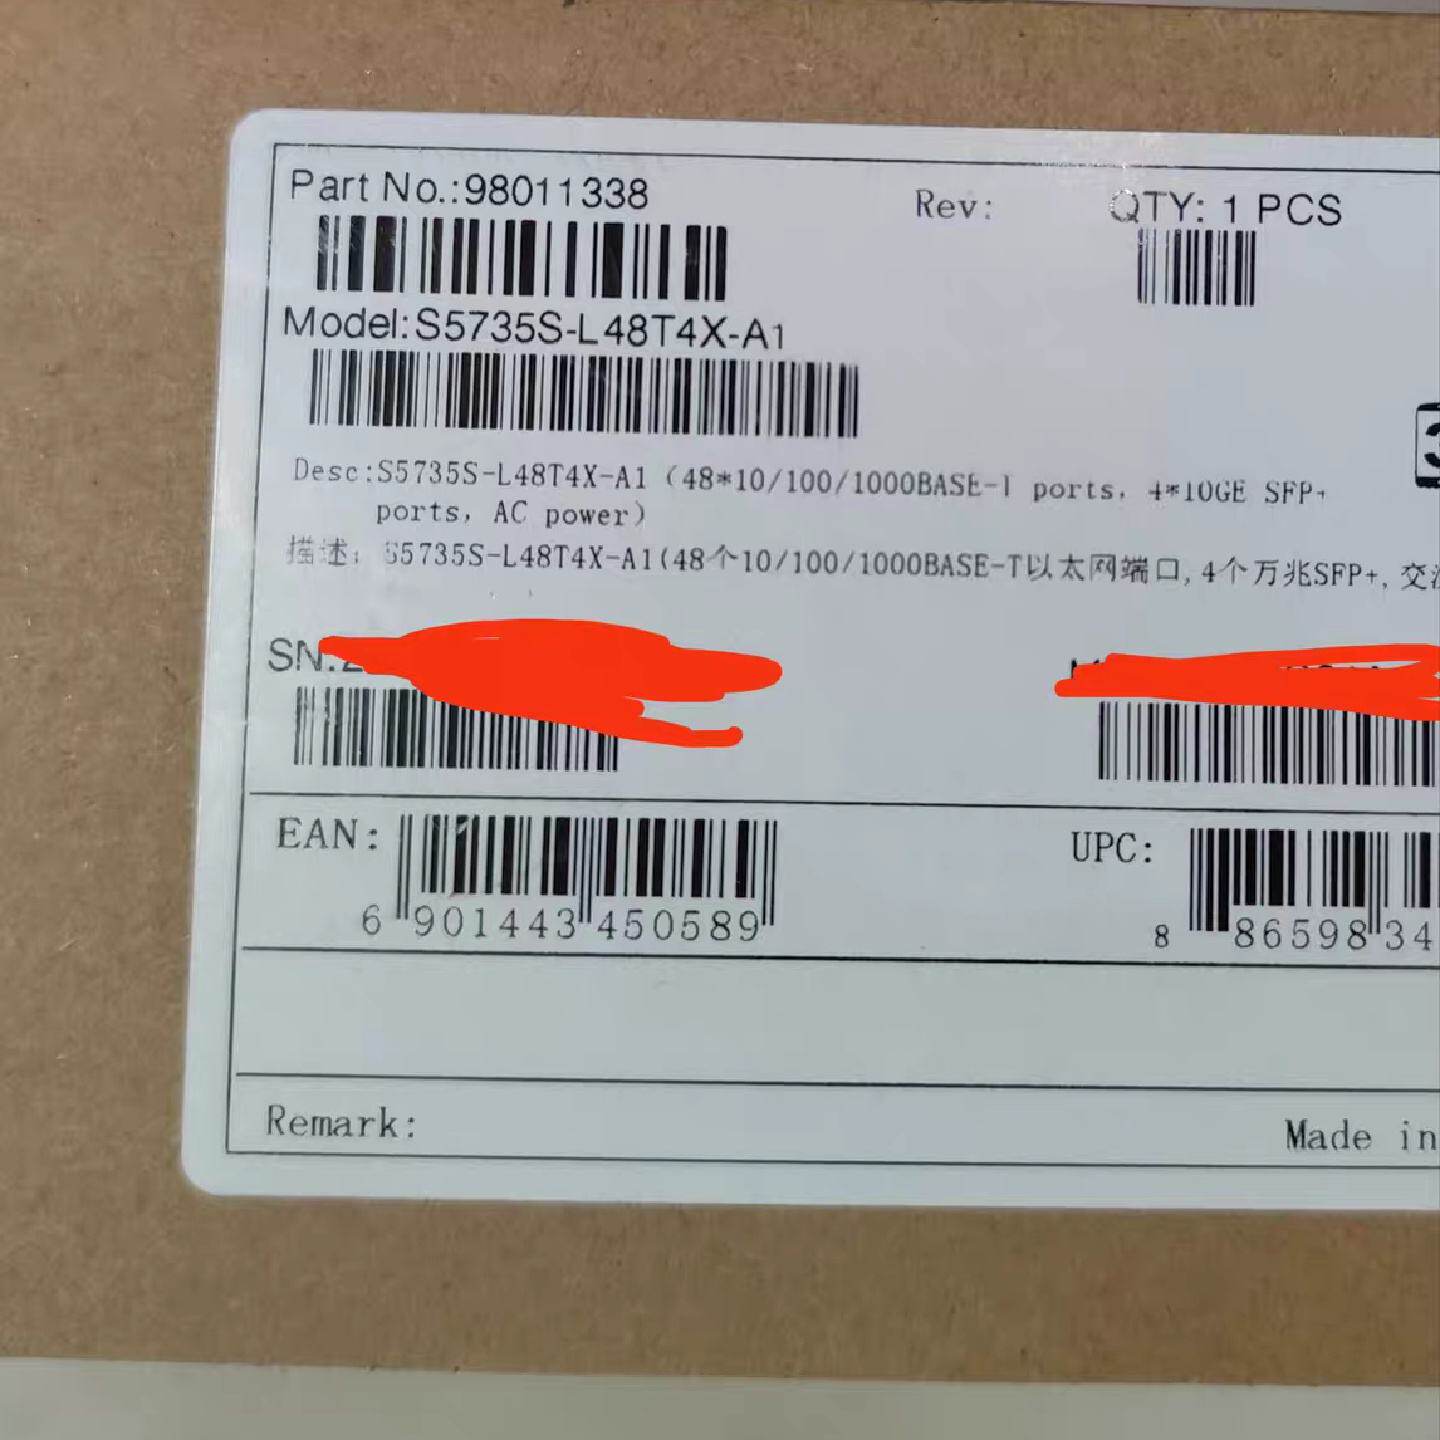 Part No.:98011338
Rev:
QTY: 1 PCS
Model:S5735S-L48T4X-A1
Desc:S5735S-L48T4X-A1 (48*10/100/1000BASE-T ports, 4*10GE SFP+
ports, AC power)
描述: S5735S-L48T4X-A1(48个10/100/1000BASE-T以太网端口,4个万兆SFP+,交
SN:
EAN:
6 901443 450589
UPC:
8 86598 34
Remark:
Made in